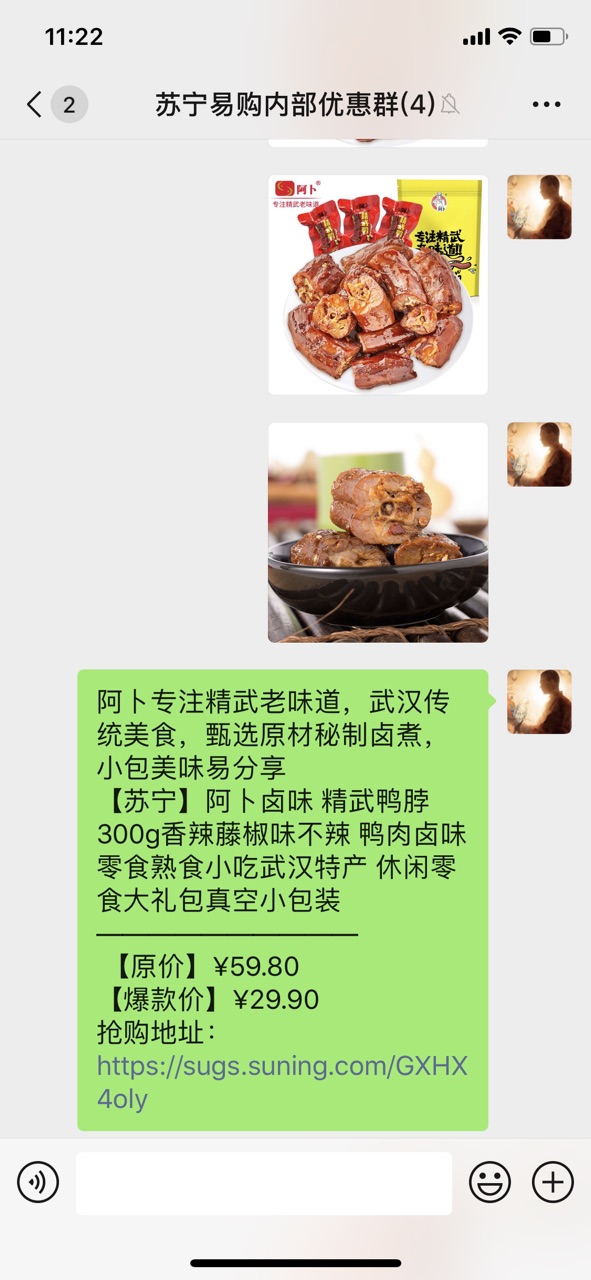 11:22
2
苏宁易购内部优惠群(4)
阿卜®
专注精武老味道
专注精武
阿卜专注精武老味道，武汉传
统美食，甄选原材秘制卤煮，
小包美味易分享
【苏宁】阿卜卤味 精武鸭脖
300g香辣藤椒味不辣 鸭肉卤味
零食熟食小吃武汉特产 休闲零
食大礼包真空小包装
——————————
【原价】¥59.80
【爆款价】¥29.90
抢购地址：
https://sugs.suning.com/GXHX
4oly